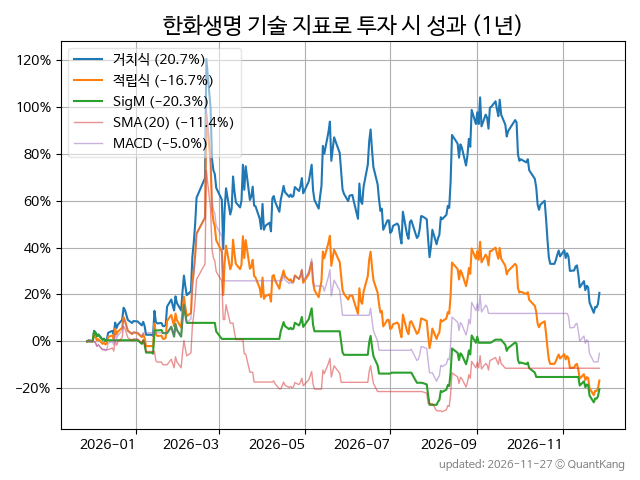 한화생명 기술 지표로 투자 시 성과 (1년)
거치식 (20.7%)
적립식 (−16.7%)
SigM (−20.3%)
SMA(20) (−11.4%)
MACD (−5.0%)
120%
100%
80%
60%
40%
20%
0%
−20%
2026-01 2026-03 2026-05 2026-07 2026-09 2026-11
updated: 2026-11-27 © QuantKang